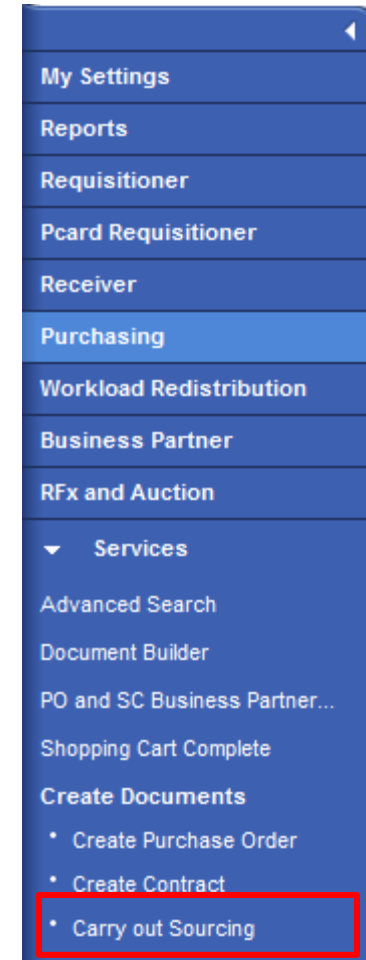 My Settings
Reports
Requisitioner
Pcard Requisitioner
Receiver
Purchasing
Workload Redistribution
Business Partner
RFx and Auction
Services
Advanced Search
Document Builder
PO and SC Business Partner...
Shopping Cart Complete
Create Documents
• Create Purchase Order
• Create Contract
• Carry out Sourcing